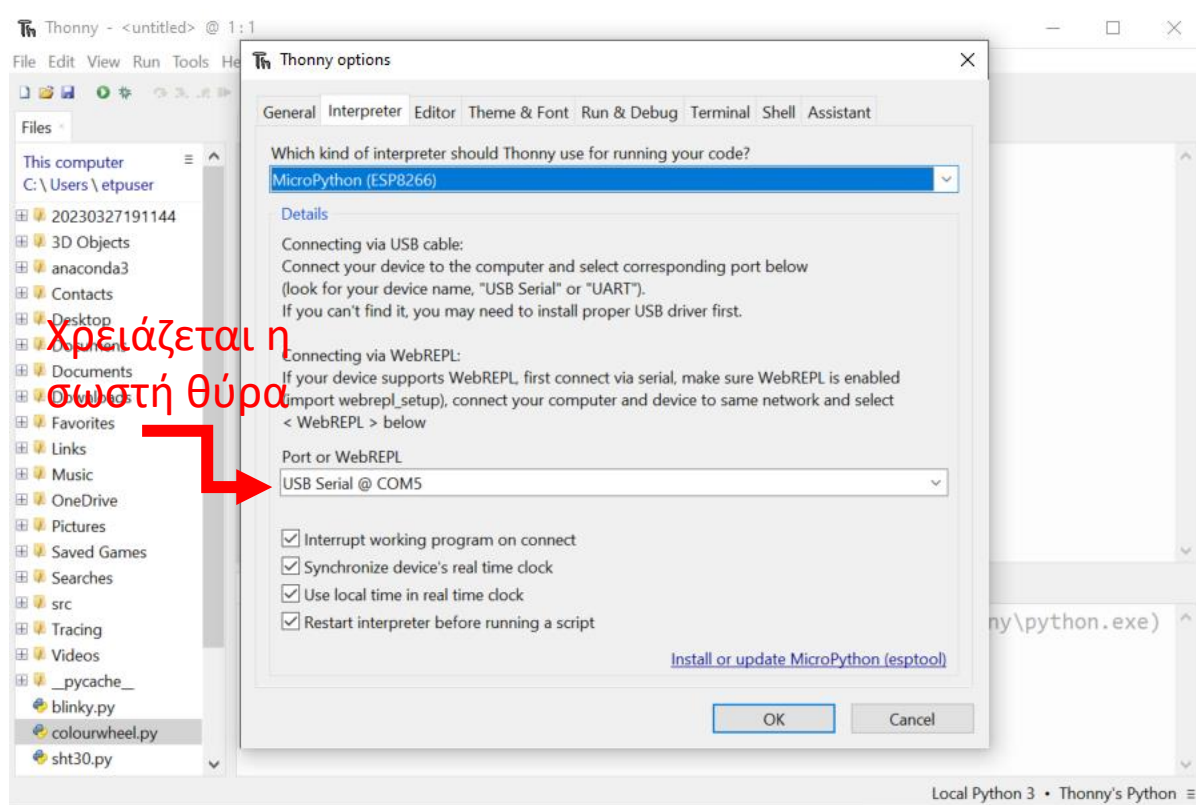 Thonny - <untitled> @ 1:1
File Edit View Run Tools He
Thonny options
General Interpreter Editor Theme & Font Run & Debug Terminal Shell Assistant
Files
This computer
C: \ Users \ etpuser
20230327191144
3D Objects
anaconda3
Contacts
Desktop
Documents
Downloads
Favorites
Links
Music
OneDrive
Pictures
Saved Games
Searches
src
Tracing
Videos
__pycache__
blinky.py
colourwheel.py
sht30.py
Χρειάζεται η
σωστή θύρα
Which kind of interpreter should Thonny use for running your code?
MicroPython (ESP8266)
Details
Connecting via USB cable:
Connect your device to the computer and select corresponding port below
(look for your device name, "USB Serial" or "UART").
If you can't find it, you may need to install proper USB driver first.
Connecting via WebREPL:
If your device supports WebREPL, first connect via serial, make sure WebREPL is enabled
(import webrepl_setup), connect your computer and device to same network and select
< WebREPL > below
Port or WebREPL
USB Serial @ COM5
Interrupt working program on connect
Synchronize device's real time clock
Use local time in real time clock
Restart interpreter before running a script
Install or update MicroPython (esptool)
OK Cancel
ny\python.exe)
Local Python 3 • Thonny's Python